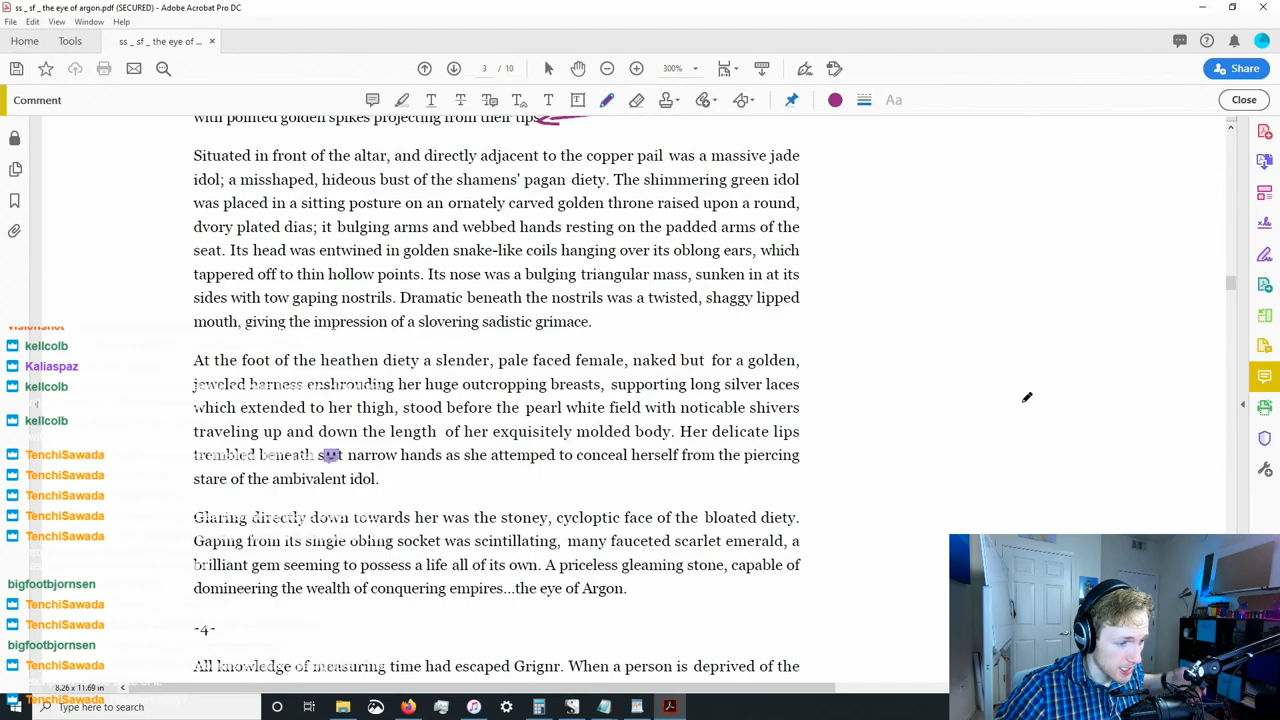 ss _ sf _ the eye of argon.pdf (SECURED) - Adobe Acrobat Pro DC
File Edit View Window Help
Home Tools ss _ sf _ the eye of ... ×
3 / 10 300% Share
Comment Aa Close
with pointed golden spikes projecting from their tips
Situated in front of the altar, and directly adjacent to the copper pail was a massive jade
idol; a misshaped, hideous bust of the shamens' pagan diety. The shimmering green idol
was placed in a sitting posture on an ornately carved golden throne raised upon a round,
dvory plated dias; it bulging arms and webbed hands resting on the padded arms of the
seat. Its head was entwined in golden snake-like coils hanging over its oblong ears, which
tappered off to thin hollow points. Its nose was a bulging triangular mass, sunken in at its
sides with tow gaping nostrils. Dramatic beneath the nostrils was a twisted, shaggy lipped
mouth, giving the impression of a slovering sadistic grimace.
At the foot of the heathen diety a slender, pale faced female, naked but for a golden,
jeweled harness enshrouding her huge outcropping breasts, supporting long silver laces
which extended to her thigh, stood before the pearl white field with noticable shivers
traveling up and down the length of her exquisitely molded body. Her delicate lips
trembled beneath narrow hands as she attemped to conceal herself from the piercing
stare of the ambivalent idol.
Glaring directly down towards her was the stoney, cycloptic face of the bloated diety.
Gaping from its single obling socket was scintillating, many fauceted scarlet emerald, a
brilliant gem seeming to possess a life all of its own. A priceless gleaming stone, capable of
domineering the wealth of conquering empires...the eye of Argon.
-4-
All knowledge of measuring time had escaped Grignr. When a person is deprived of the
kellcolb
Kaliaspaz
kellcolb
kellcolb
TenchiSawada
TenchiSawada
TenchiSawada
TenchiSawada
TenchiSawada
bigfootbjornsen
TenchiSawada
TenchiSawada
bigfootbjornsen
TenchiSawada
TenchiSawada
8.26 x 11.69 in
Type here to search